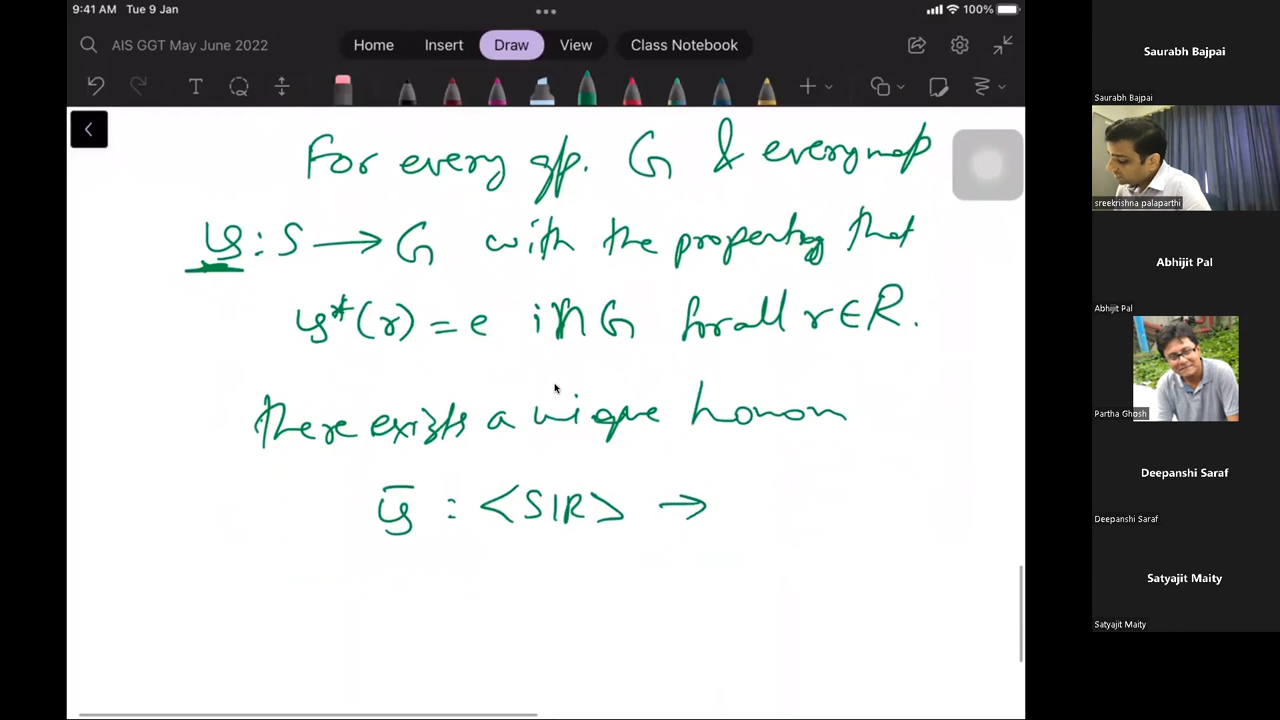 9:41 AM Tue 9 Jan
100%
AIS GGT May June 2022
Home Insert Draw View Class Notebook
For every gp. G & every map
φ : S → G with the property that
φ*(r) = e in G for all r ∈ R.
there exists a unique homom
φ̄ : <S|R> →
Saurabh Bajpai
Saurabh Bajpai
sreekrishna palaparthi
Abhijit Pal
Abhijit Pal
Partha Ghosh
Deepanshi Saraf
Deepanshi Saraf
Satyajit Maity
Satyajit Maity